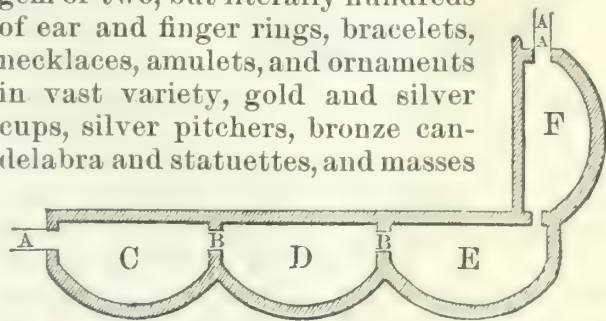 of ear and finger rings, bracelets,
necklaces, amulets, and ornaments
in vast variety, gold and silver
cups, silver pitchers, bronze can-
delabra and statuettes, and masses
A
A
F
A
B
B
C
D
E